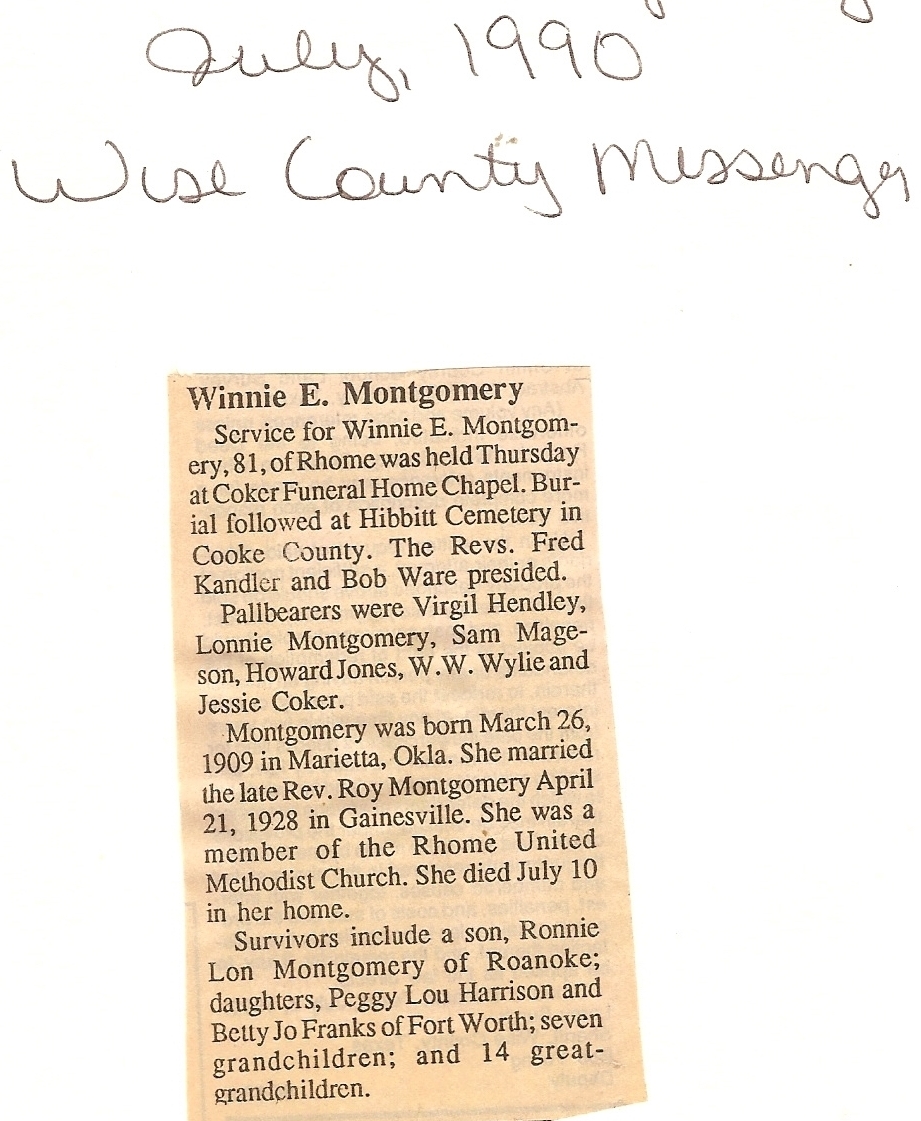 July, 1990
Wise County Messenger
Winnie E. Montgomery
Service for Winnie E. Montgom-
ery, 81, of Rhome was held Thursday
at Coker Funeral Home Chapel. Bur-
ial followed at Hibbitt Cemetery in
Cooke County. The Revs. Fred
Kandler and Bob Ware presided.
Pallbearers were Virgil Hendley,
Lonnie Montgomery, Sam Mage-
son, Howard Jones, W.W. Wylie and
Jessie Coker.
Montgomery was born March 26,
1909 in Marietta, Okla. She married
the late Rev. Roy Montgomery April
21, 1928 in Gainesville. She was a
member of the Rhome United
Methodist Church. She died July 10
in her home.
Survivors include a son, Ronnie
Lon Montgomery of Roanoke;
daughters, Peggy Lou Harrison and
Betty Jo Franks of Fort Worth; seven
grandchildren; and 14 great-
grandchildren.